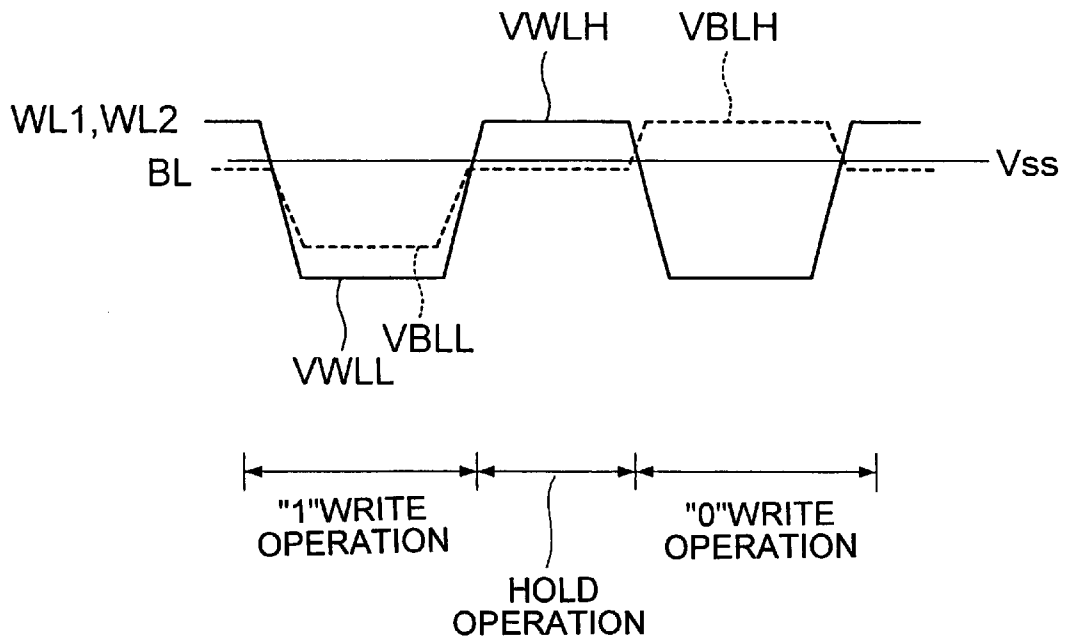 VWLH
VBLH
WL1,WL2
BL
Vss
VBLL
VWLL
"1"WRITE
OPERATION
"0"WRITE
OPERATION
HOLD
OPERATION